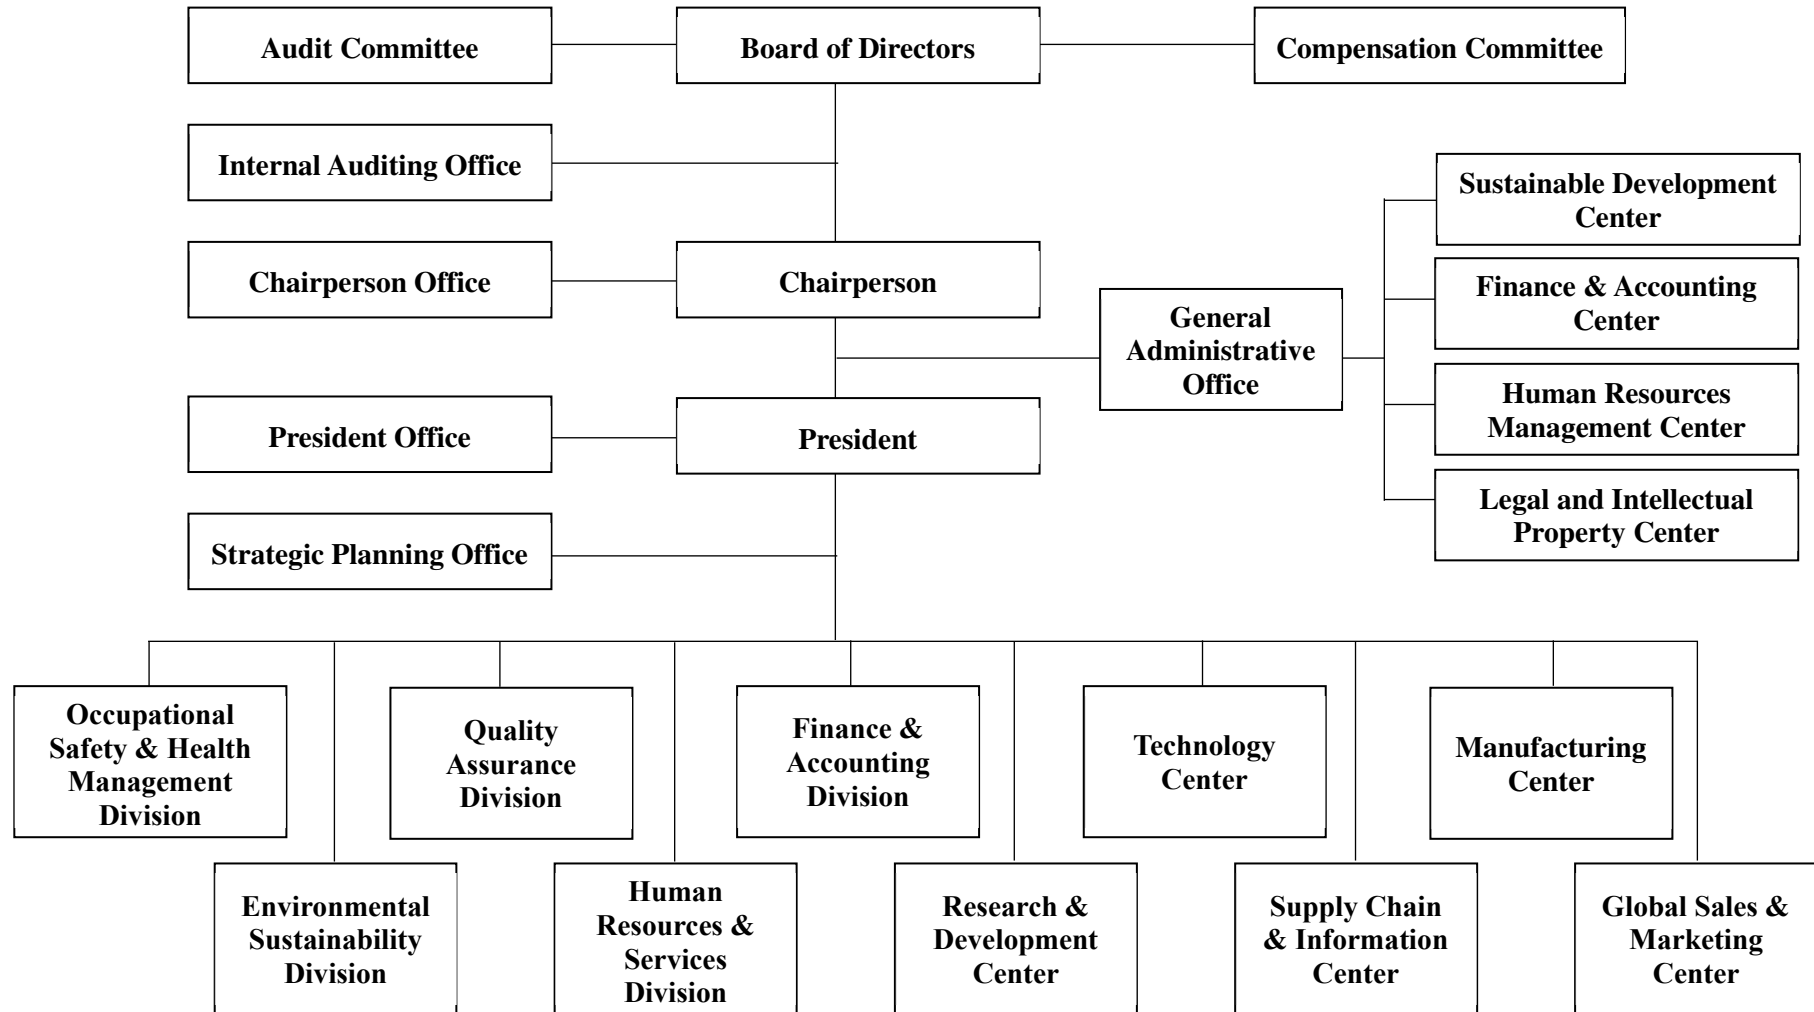 Audit Committee
Board of Directors
Compensation Committee
Internal Auditing Office
Sustainable Development
Center
Chairperson Office
Chairperson
Finance & Accounting
Center
General
Administrative
Office
Human Resources
Management Center
President Office
President
Legal and Intellectual
Property Center
Strategic Planning Office
Occupational
Safety & Health
Management
Division
Quality
Assurance
Division
Finance &
Accounting
Division
Technology
Center
Manufacturing
Center
Environmental
Sustainability
Division
Human
Resources &
Services
Division
Research &
Development
Center
Supply Chain
& Information
Center
Global Sales &
Marketing
Center